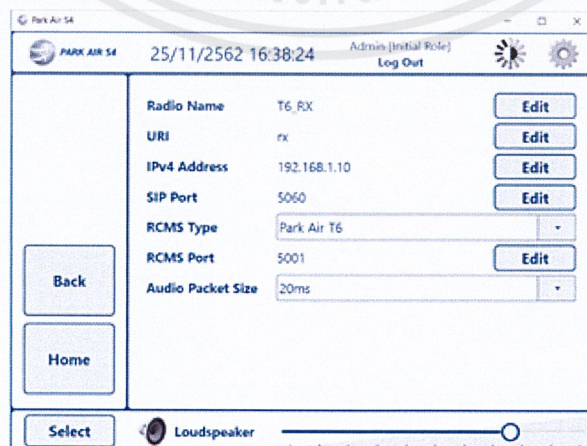 Park Air S4
PARK AIR S4
25/11/2562 16:38:24
Admin [Initial Role]
Log Out
Radio Name T6_RX Edit
URI rx Edit
IPv4 Address 192.168.1.10 Edit
SIP Port 5060 Edit
RCMS Type Park Air T6
RCMS Port 5001 Edit
Audio Packet Size 20ms
Back
Home
Select
Loudspeaker